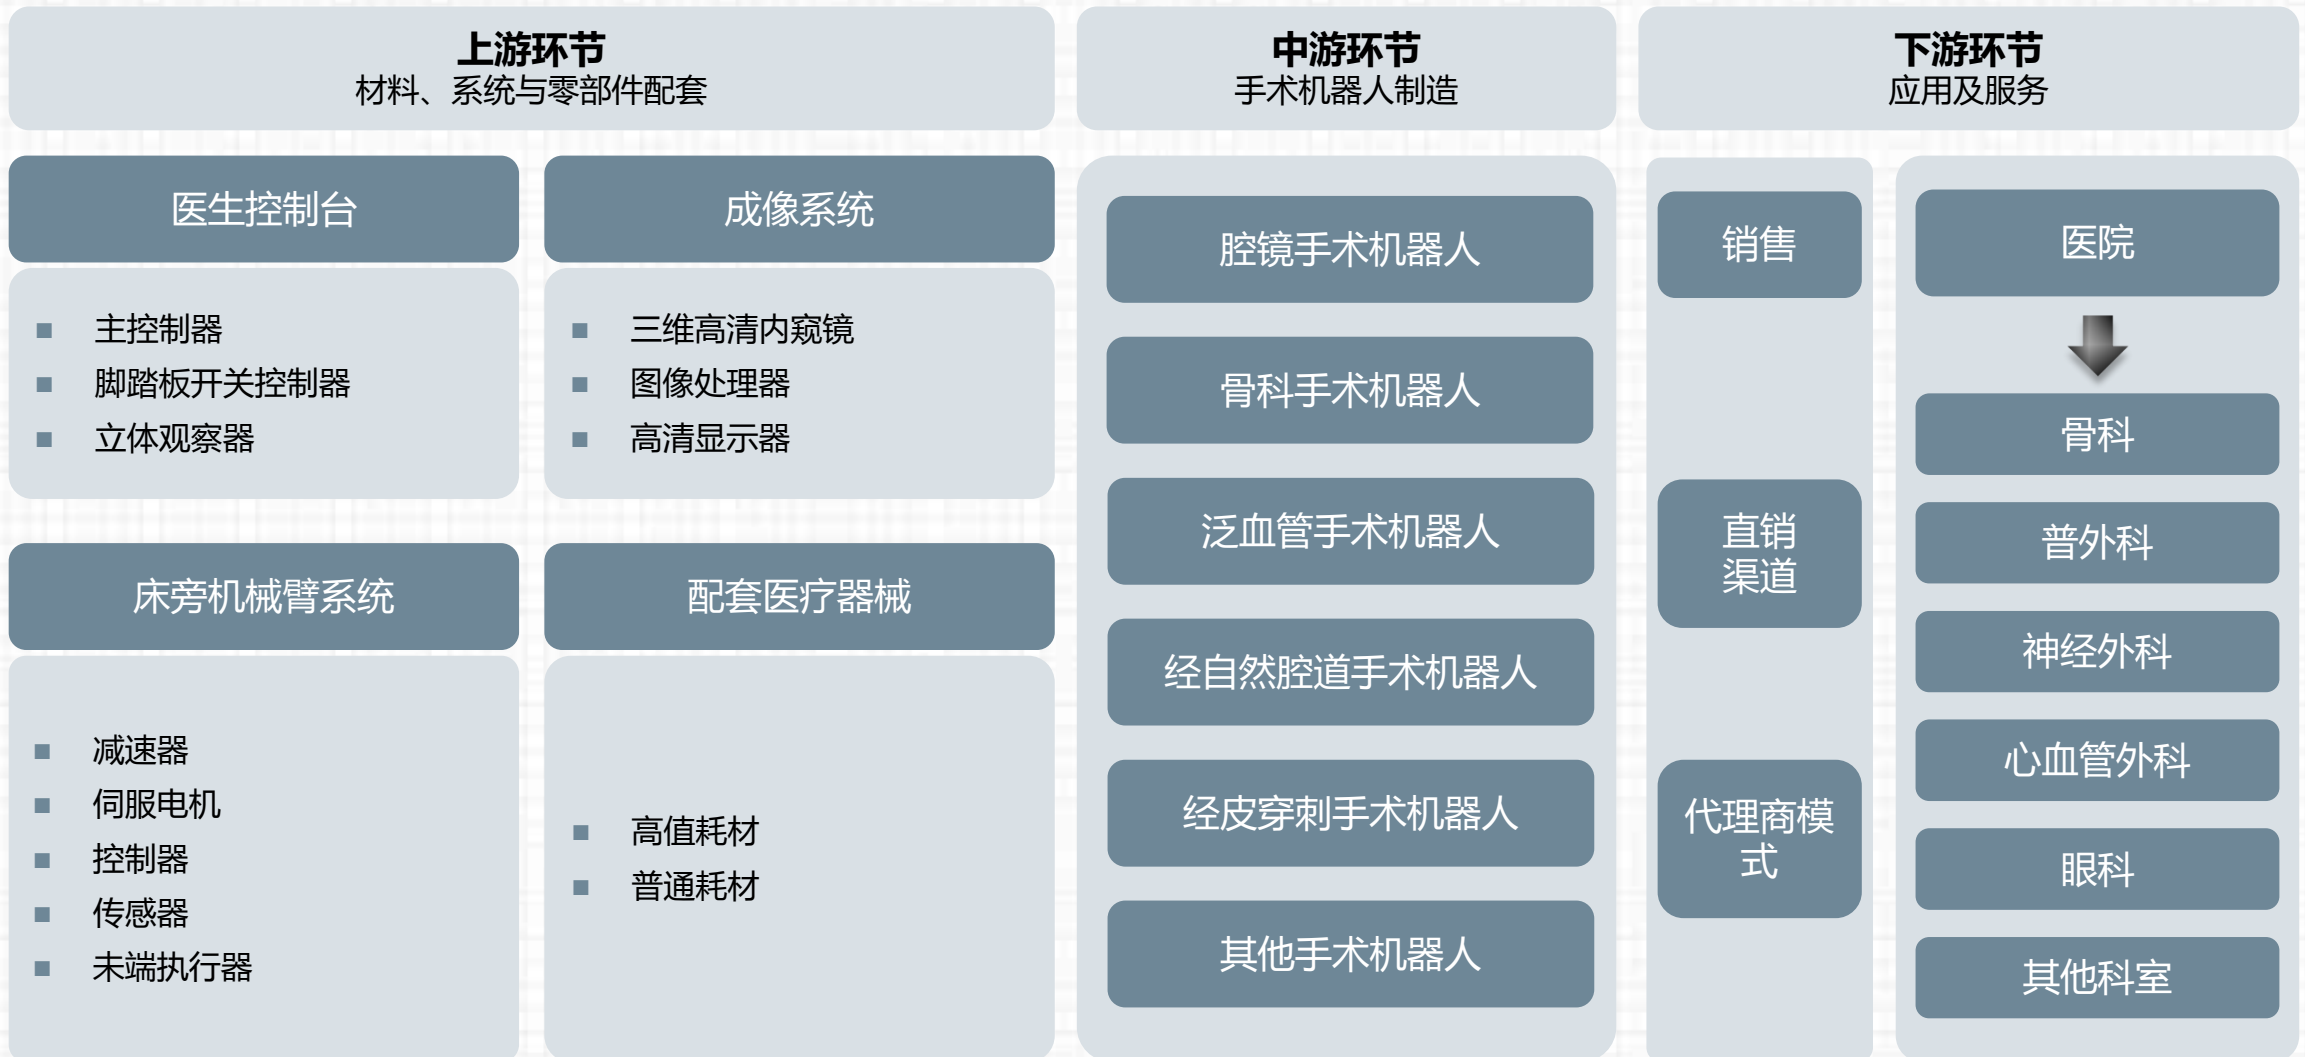 上游环节
材料、系统与零部件配套
中游环节
手术机器人制造
下游环节
应用及服务
医生控制台
主控制器
脚踏板开关控制器
立体观察器
成像系统
三维高清内窥镜
图像处理器
高清显示器
床旁机械臂系统
减速器
伺服电机
控制器
传感器
未端执行器
配套医疗器械
高值耗材
普通耗材
腔镜手术机器人
骨科手术机器人
泛血管手术机器人
经自然腔道手术机器人
经皮穿刺手术机器人
其他手术机器人
销售
直销
渠道
代理商模
式
医院
骨科
普外科
神经外科
心血管外科
眼科
其他科室